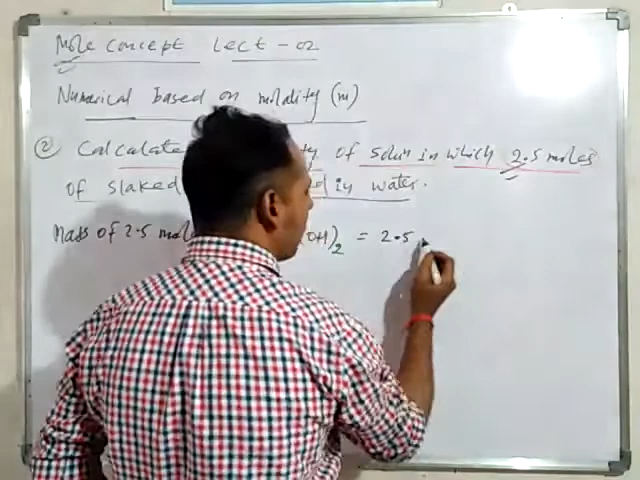 Mole concept Lect-02
Numerical based on molality (m)
② Calculate ty of solun in which 2.5 moles
of slaked d in water.
Mass of 2.5 mol (OH)2 = 2.5